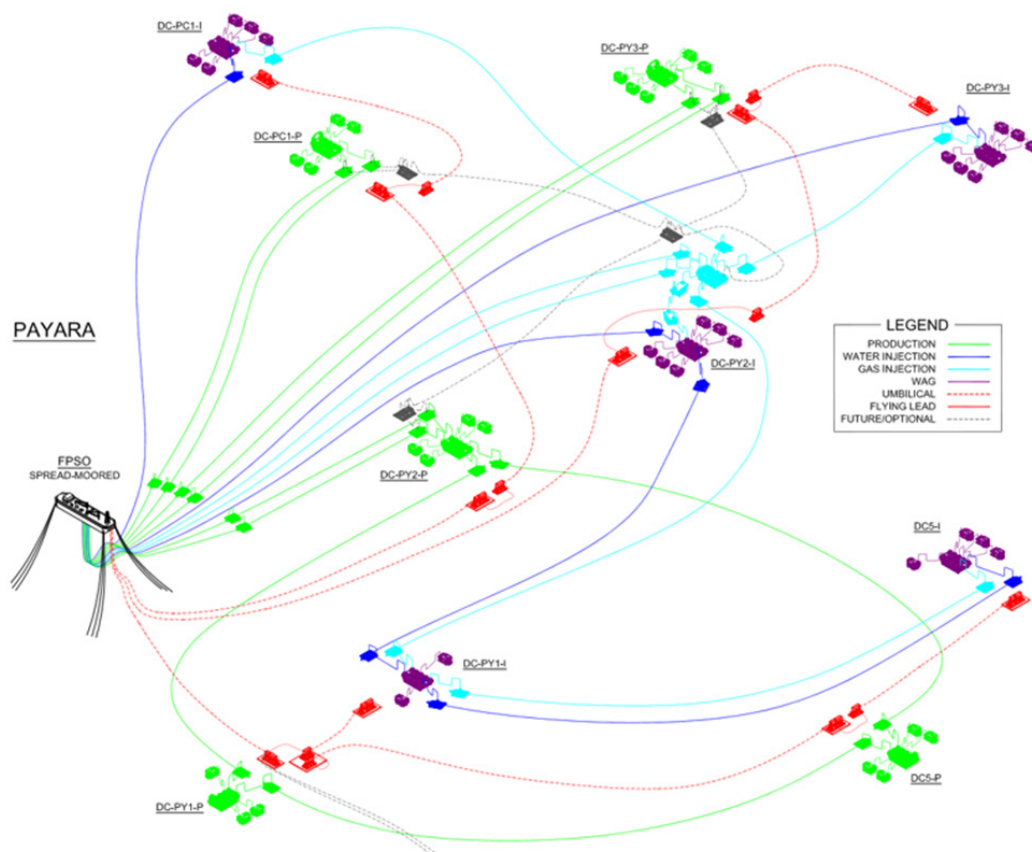 DC-PC1-I
DC-PY3-P
DC-PY3-I
DC-PC1-P
PAYARA
LEGEND
PRODUCTION
WATER INJECTION
GAS INJECTION
WAG
UMBILICAL
FLYING LEAD
FUTURE/OPTIONAL
DC-PY2-I
FPSO
SPREAD-MOORED
DC-PY2-P
DC5-I
DC-PY1-I
DC-PY1-P
DC5-P